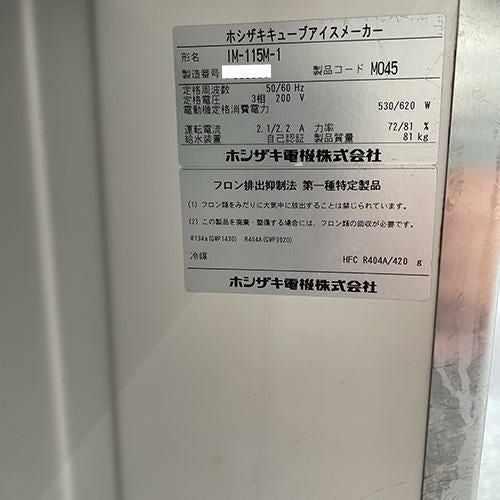 ホシザキキューブアイスメーカー
形名 IM-115M-1
製造番号 製品コード M045
定格周波数 50/60 Hz
定格電圧 3相 200 V
電動機定格消費電力 530/620 W
運転電流 2.1/2.2 A 力率 72/81 %
給水装置 自己認証 製品質量 81 kg
ホシザキ電機株式会社
フロン排出抑制法 第一種特定製品
(1) フロン類をみだりに大気中に放出することは禁じられています。
(2) この製品を廃棄・整備する場合には、フロン類の回収が必要です。
R134a(GWP1430) R404A(GWP3920)
冷媒 HFC R404A/420 g
ホシザキ電機株式会社